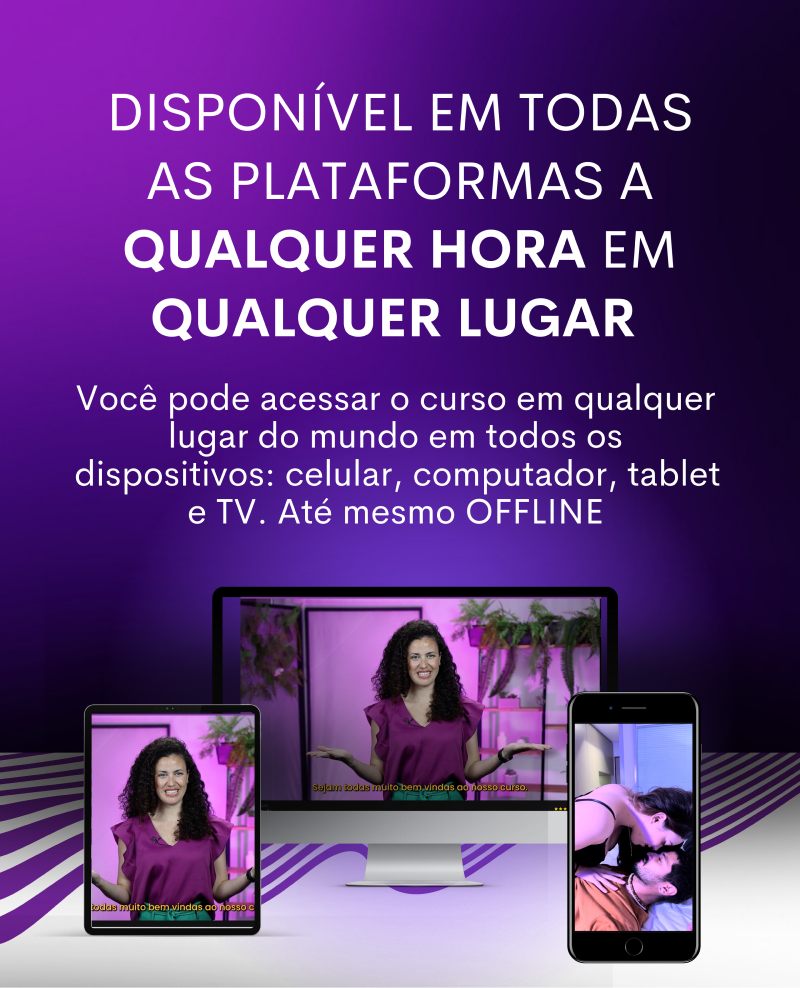 DISPONÍVEL EM TODAS
AS PLATAFORMAS A
QUALQUER HORA EM
QUALQUER LUGAR
Você pode acessar o curso em qualquer
lugar do mundo em todos os
dispositivos: celular, computador, tablet
e TV. Até mesmo OFFLINE
Sejam todas muito bem vindas ao nosso curso.
todas muito bem vindas ao nosso c